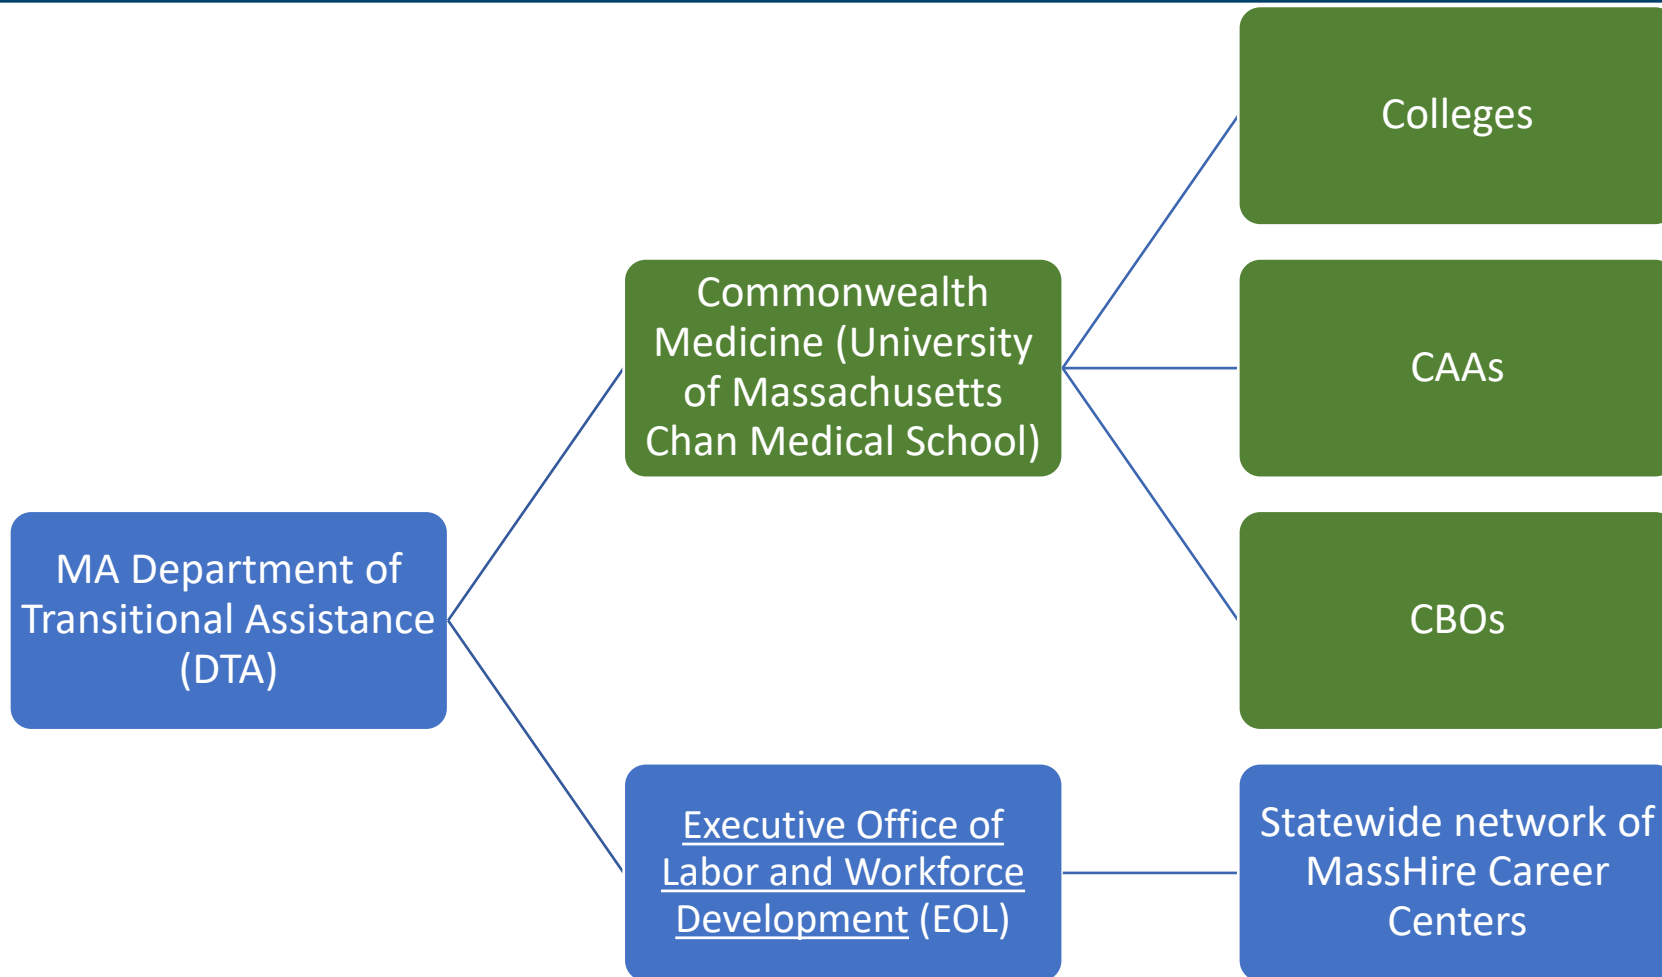 Colleges
Commonwealth
Medicine (University
of Massachusetts
Chan Medical School)
CAAs
MA Department of
Transitional Assistance
(DTA)
CBOs
Executive Office of
Labor and Workforce
Development (EOL)
Statewide network of
MassHire Career
Centers